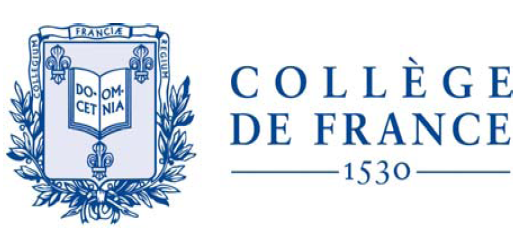 COLLEGIUM
FRANCIÆ
REGIUM
DO· OM·
CET NIA
COLLÈGE
DE FRANCE
1530